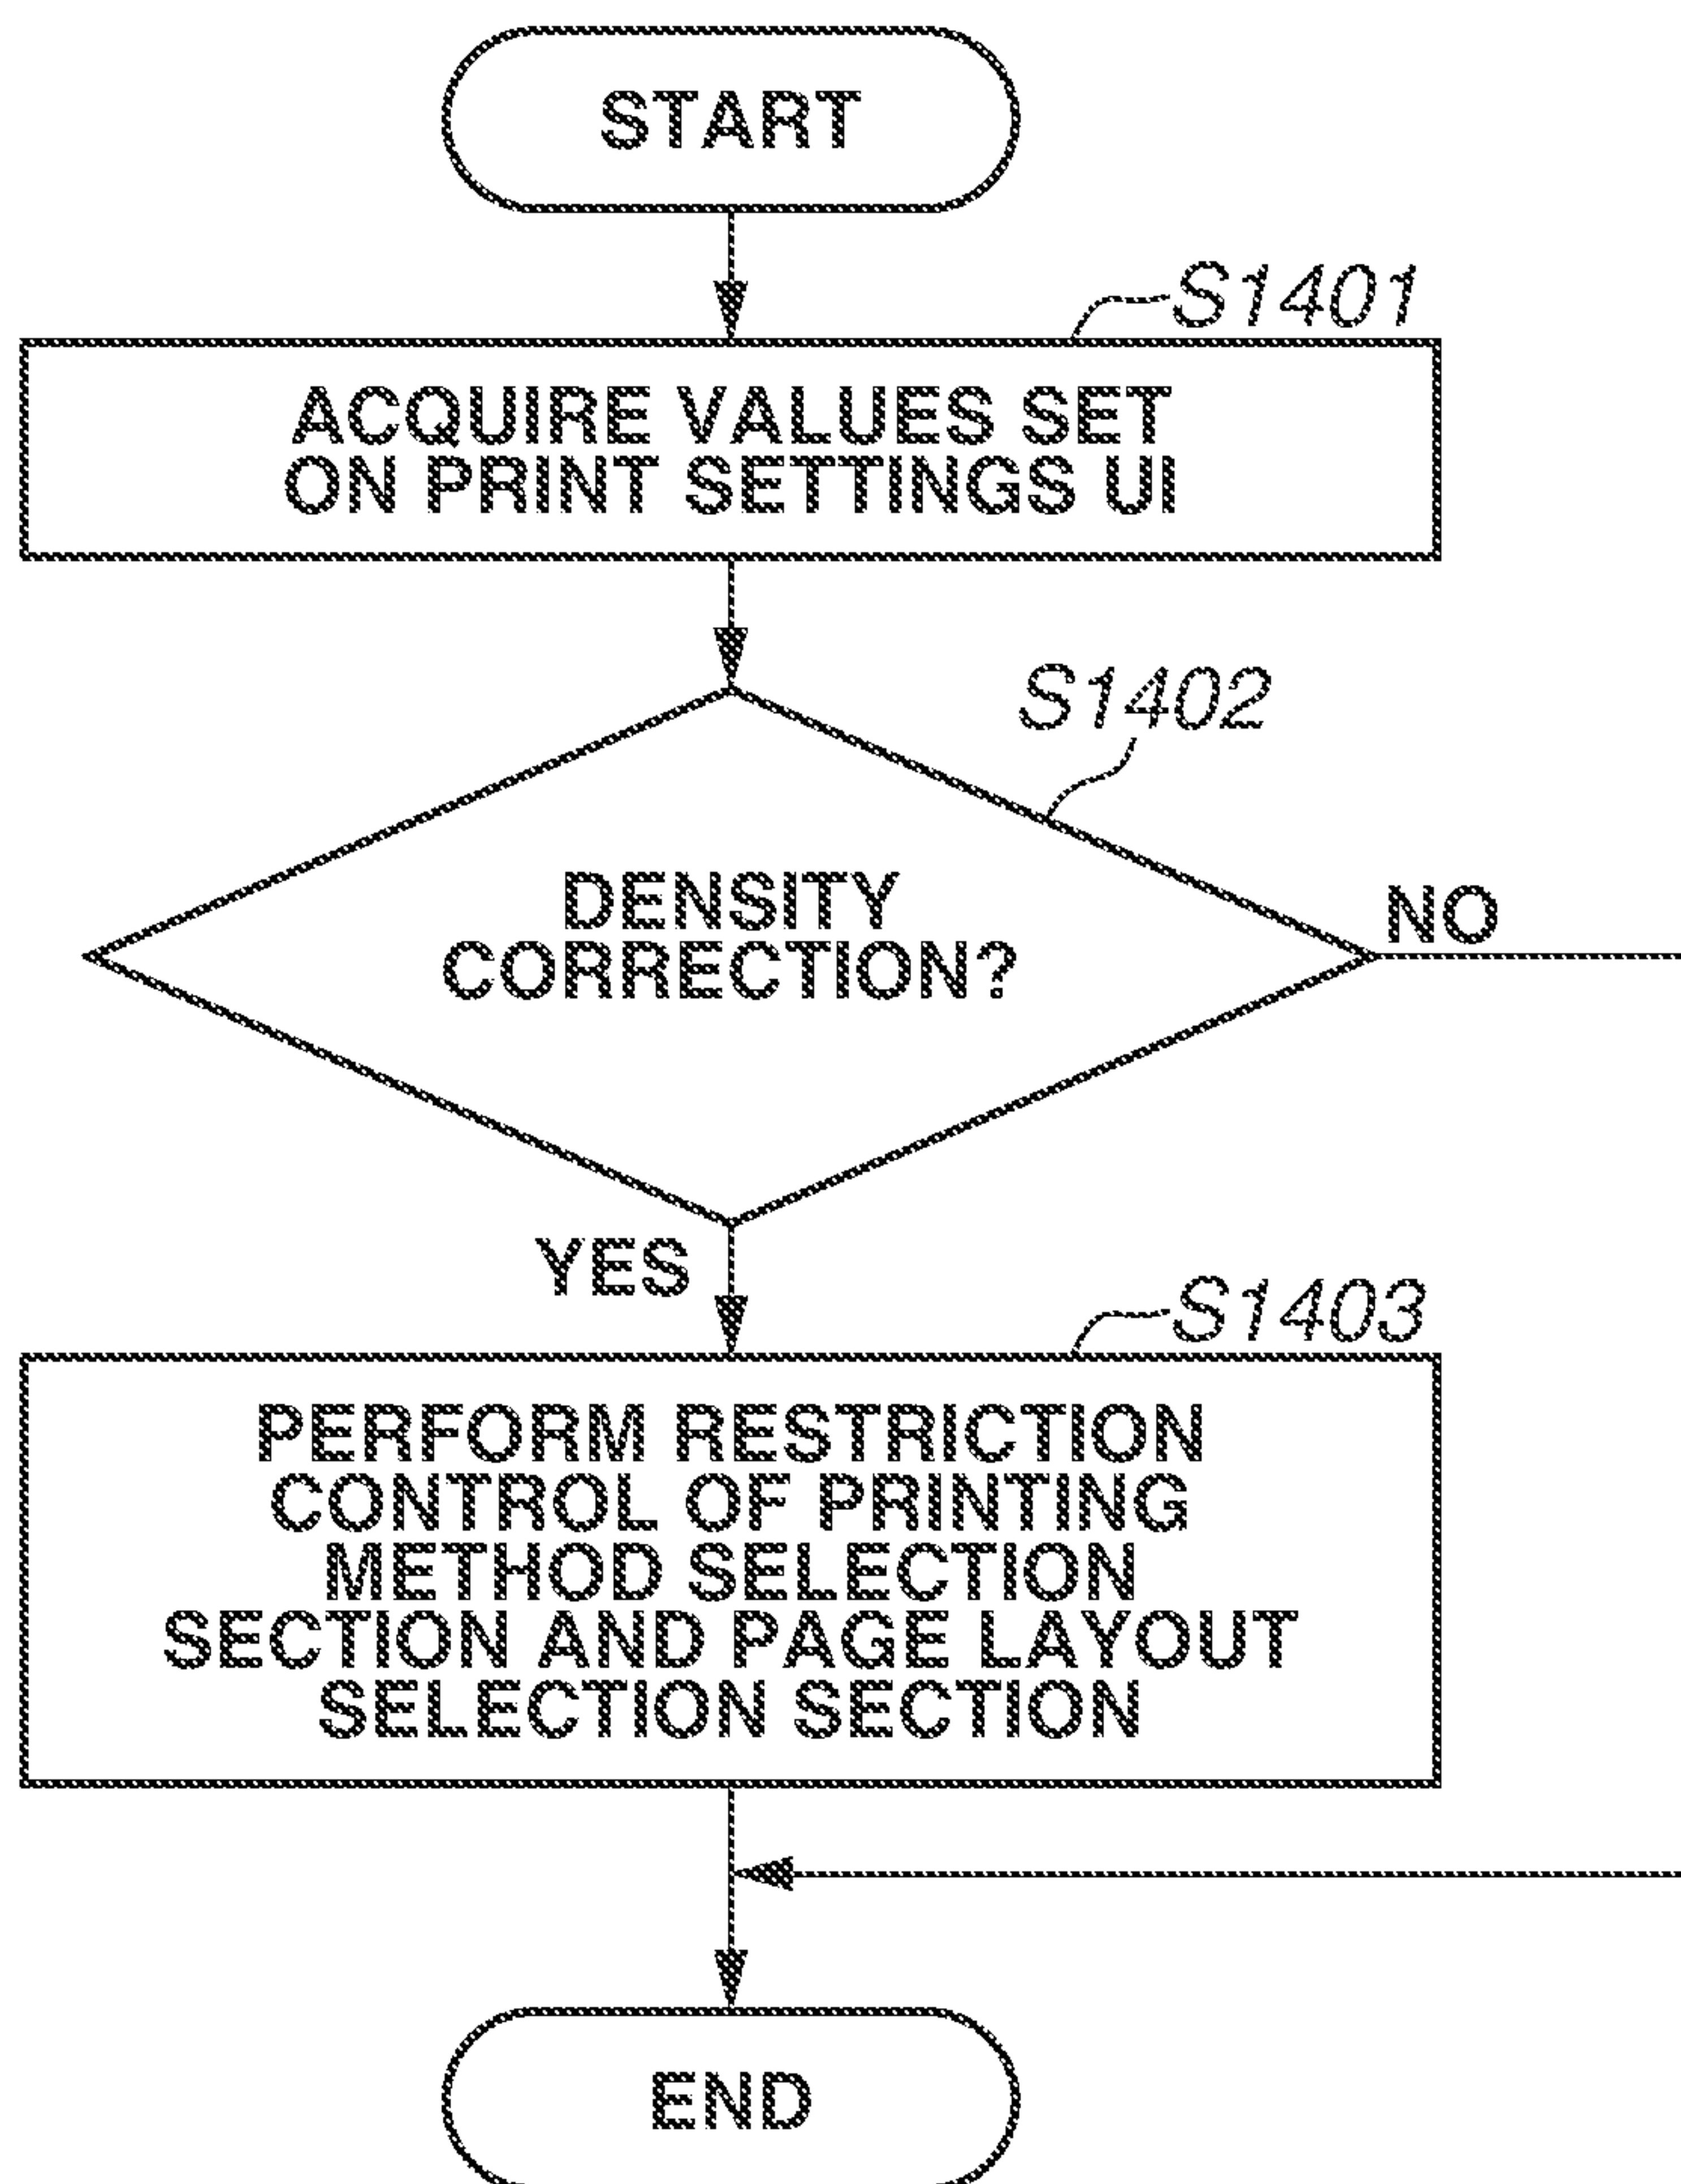 START
S1401
ACQUIRE VALUES SET
ON PRINT SETTINGS UI
S1402
DENSITY
CORRECTION?
NO
YES
S1403
PERFORM RESTRICTION
CONTROL OF PRINTING
METHOD SELECTION
SECTION AND PAGE LAYOUT
SELECTION SECTION
END